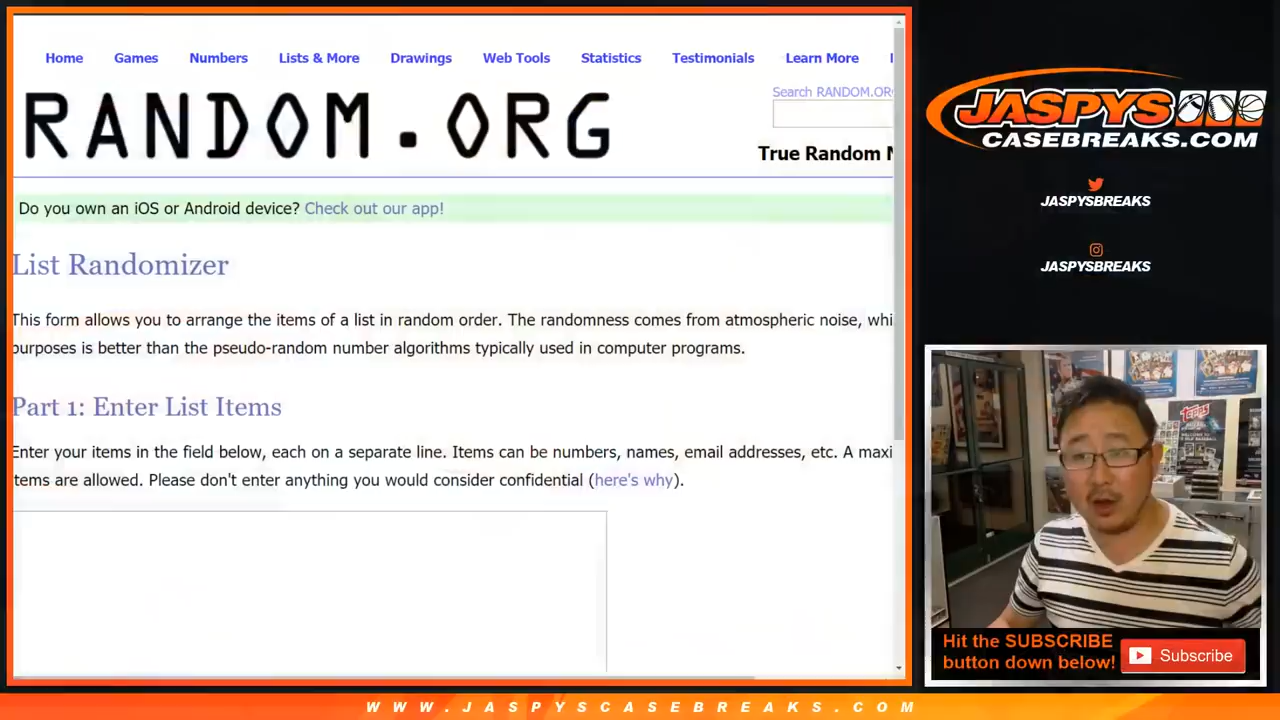 Home Games Numbers Lists & More Drawings Web Tools Statistics Testimonials Learn More
Search RANDOM.ORG
RANDOM.ORG
True Random N
Do you own an iOS or Android device? Check out our app!
List Randomizer
This form allows you to arrange the items of a list in random order. The randomness comes from atmospheric noise, whi
purposes is better than the pseudo-random number algorithms typically used in computer programs.
Part 1: Enter List Items
Enter your items in the field below, each on a separate line. Items can be numbers, names, email addresses, etc. A maxi
items are allowed. Please don't enter anything you would consider confidential (here's why).
JASPYS
CASEBREAKS.COM
JASPYSBREAKS
JASPYSBREAKS
topps
Hit the SUBSCRIBE
button down below!
Subscribe
WWW.JASPYSCASEBREAKS.COM